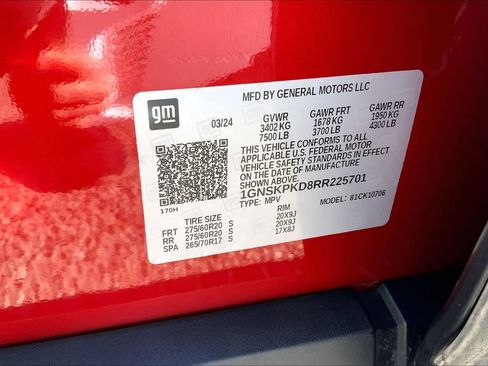 MFD BY GENERAL MOTORS LLC
gm
03/24 GVWR GAWR FRT GAWR RR
3402 KG 1678 KG 1950 KG
7500 LB 3700 LB 4300 LB
THIS VEHICLE CONFORMS TO ALL
APPLICABLE U.S. FEDERAL MOTOR
VEHICLE SAFETY STANDARDS IN EFFECT
ON THE DATE OF MANUFACTURE
SHOWN ABOVE.
1GNSKPKD8RR225701
TYPE: MPV MODEL: 81CK10706
170H
TIRE SIZE RIM
FRT 275/60R20 S 20X9J
RR 275/60R20 S 20X9J
SPA 265/70R17 S 17X8J